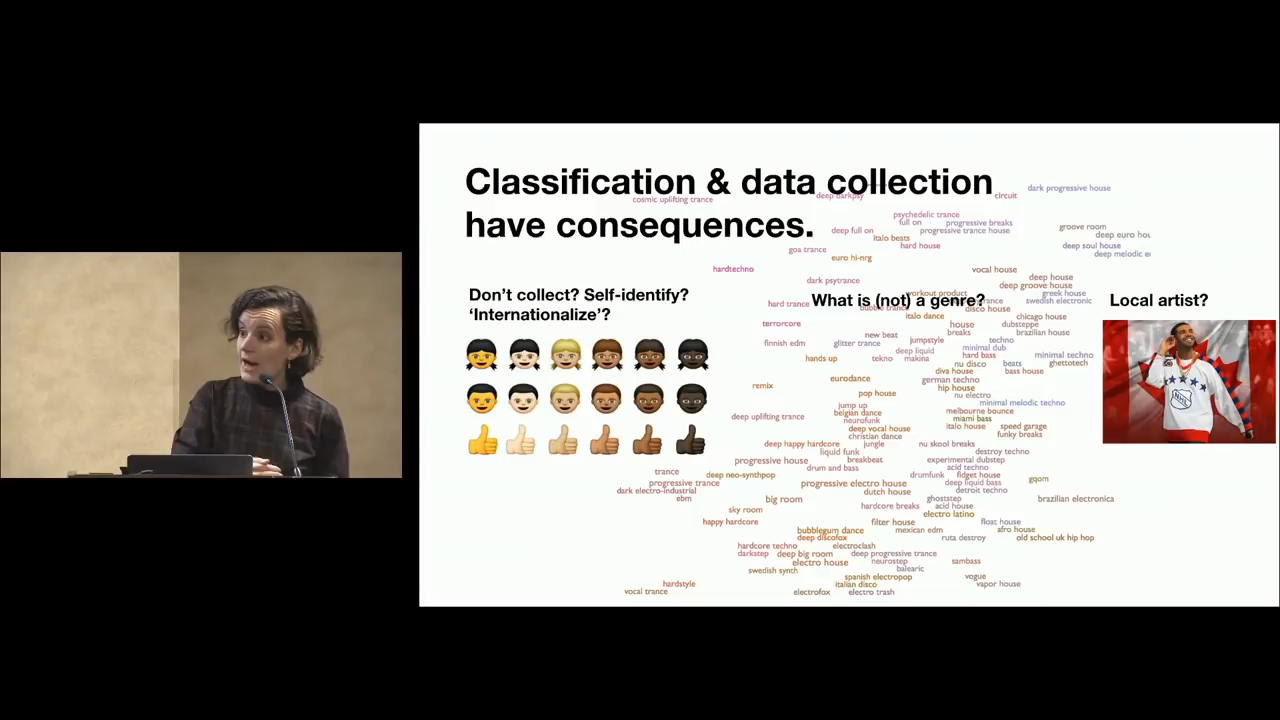 Classification & data collection
have consequences.
Don't collect? Self-identify?
'Internationalize'?
What is (not) a genre?
Local artist?
dark progressive house
deep darkpsy
circuit
cosmic uplifting trance
psychedelic trance
full on
progressive breaks
groove room
deep full on
progressive trance house
deep euro hou
italo beats
goa trance
hard house
deep soul house
euro hi-nrg
deep melodic e
hardtechno
vocal house
dark psytrance
deep house
deep groove house
workout product
greek house
hard trance
bubble trance
disco house
swedish electronic
italo dance
chicago house
terrorcore
house
dubsteppe
new beat
breaks
brazilian house
finnish edm
glitter trance
jumpstyle
techno
deep liquid
minimal dub
hands up
tekno
makina
hard bass
minimal techno
nu disco
beats
ghettotech
diva house
bass house
eurodance
german techno
remix
hip house
pop house
nu electro
jump up
minimal melodic techno
belgian dance
melbourne bounce
deep uplifting trance
neurofunk
miami bass
deep vocal house
italo house
speed garage
christian dance
funky breaks
deep happy hardcore
jungle
nu skool breaks
liquid funk
destroy techno
progressive house
breakbeat
experimental dubstep
drum and bass
acid techno
trance
deep neo-synthpop
drumfunk
fidget house
gqom
progressive trance
progressive electro house
deep liquid bass
dark electro-industrial
dutch house
detroit techno
ebm
big room
ghoststep
brazilian electronica
sky room
hardcore breaks
acid house
electro latino
happy hardcore
filter house
float house
bubblegum dance
mexican edm
afro house
deep discofox
ruta destroy
old school uk hip hop
hardcore techno
electroclash
darkstep
deep big room
deep progressive trance
electro house
neurostep
sambass
swedish synth
balearic
spanish electropop
vogue
hardstyle
italian disco
vapor house
vocal trance
electrofox
electro trash
NHL